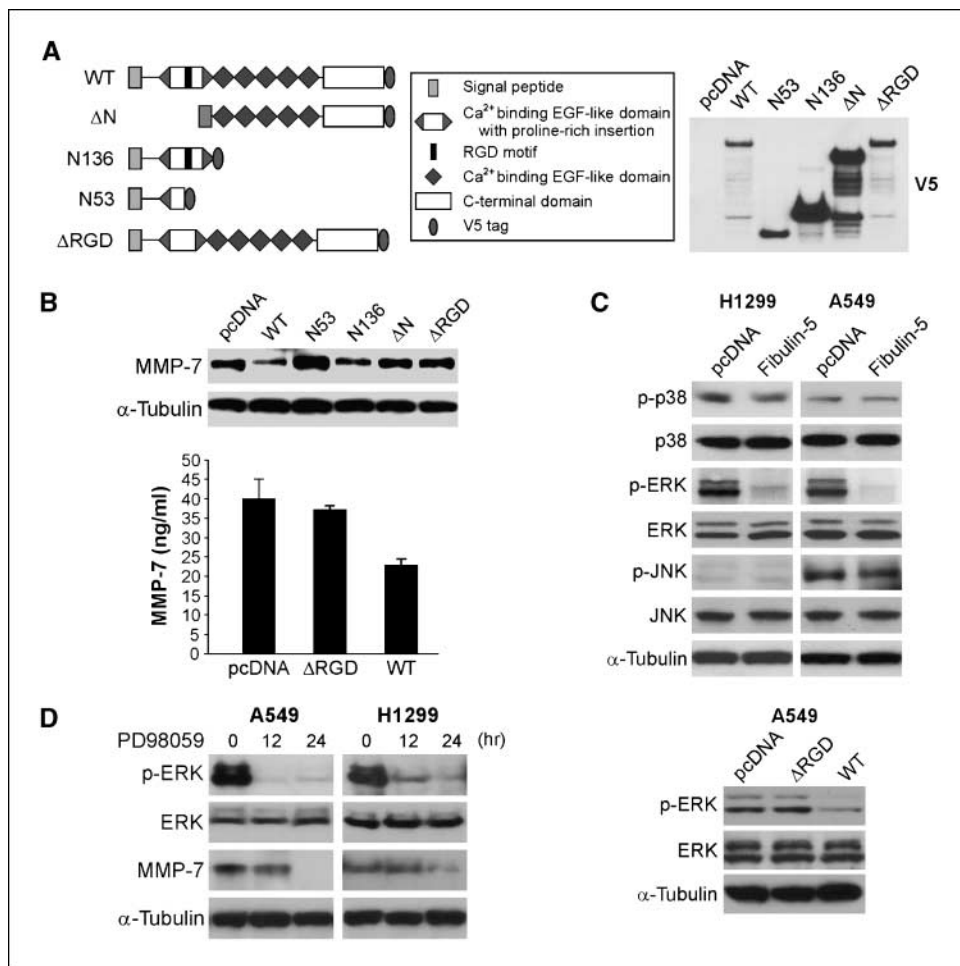 A
WT
ΔN
N136
N53
ΔRGD
Signal peptide
Ca2+ binding EGF-like domain
with proline-rich insertion
RGD motif
Ca2+ binding EGF-like domain
C-terminal domain
V5 tag
pcDNA
WT
N53
N136
ΔN
ΔRGD
V5
B
pcDNA
WT
N53
N136
ΔN
ΔRGD
MMP-7
α-Tubulin
MMP-7 (ng/ml)
50
45
40
35
30
25
20
15
10
5
0
pcDNA
ΔRGD
WT
C
H1299 A549
pcDNA
Fibulin-5
pcDNA
Fibulin-5
p-p38
p38
p-ERK
ERK
p-JNK
JNK
α-Tubulin
A549
pcDNA
ΔRGD
WT
p-ERK
ERK
α-Tubulin
D
A549 H1299
PD98059 0 12 24 0 12 24 (hr)
p-ERK
ERK
MMP-7
α-Tubulin